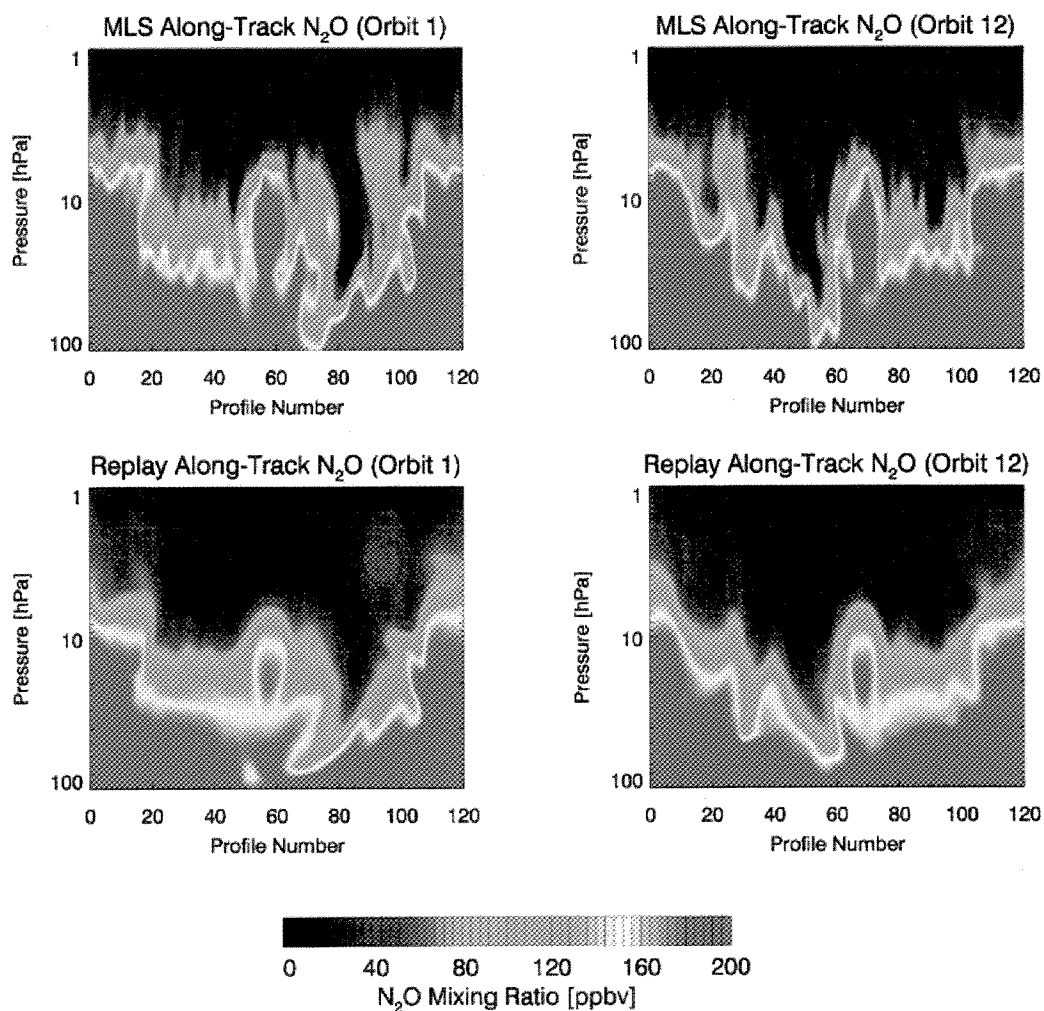 MLS Along-Track N₂O (Orbit 1)
1
10
100
Pressure [hPa]
0 20 40 60 80 100 120
Profile Number
MLS Along-Track N₂O (Orbit 12)
1
10
100
Pressure [hPa]
0 20 40 60 80 100 120
Profile Number
Replay Along-Track N₂O (Orbit 1)
1
10
100
Pressure [hPa]
0 20 40 60 80 100 120
Profile Number
Replay Along-Track N₂O (Orbit 12)
1
10
100
Pressure [hPa]
0 20 40 60 80 100 120
Profile Number
0 40 80 120 160 200
N₂O Mixing Ratio [ppbv]